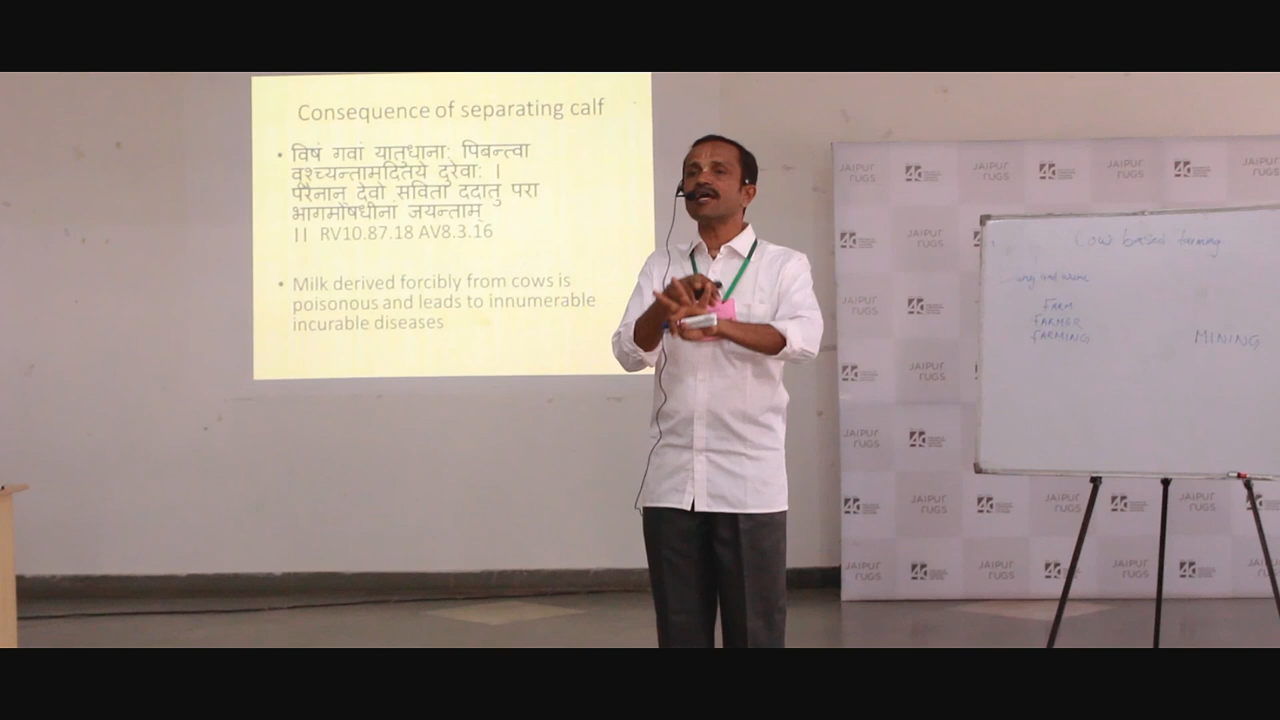 Consequence of separating calf
• विषं गवां यातुधानाः पिबन्त्वा
वृश्च्यन्तामदितये दुरेवाः ।
परैनान् देवो सविता ददातु परा
भागमोषधीनां जयन्ताम्
।। RV10.87.18 AV8.3.16
• Milk derived forcibly from cows is
poisonous and leads to innumerable
incurable diseases
Cow based farming
FARM
FARMER
FARMING
MINING
JAIPUR RUGS